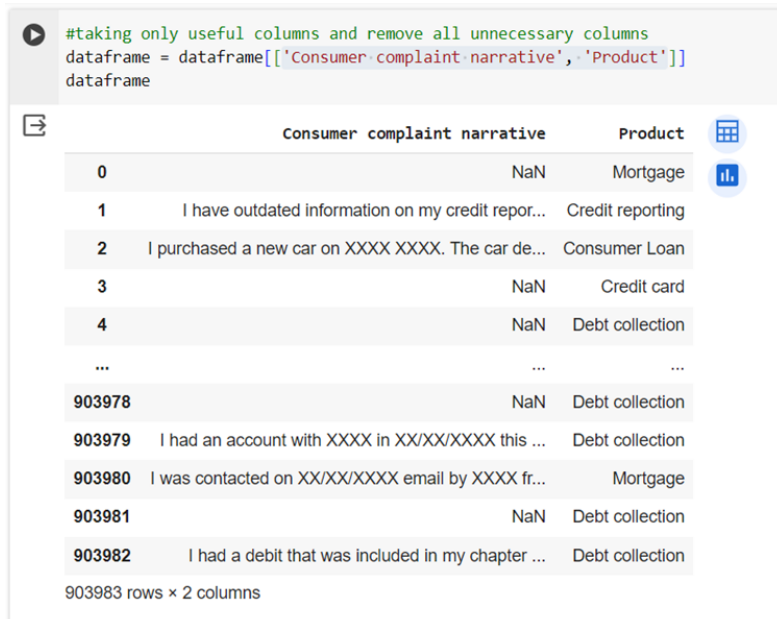 #taking only useful columns and remove all unnecessary columns
dataframe = dataframe[['Consumer complaint narrative', 'Product']]
dataframe
Consumer complaint narrative Product
0 NaN Mortgage
1 I have outdated information on my credit repor... Credit reporting
2 I purchased a new car on XXXX XXXX. The car de... Consumer Loan
3 NaN Credit card
4 NaN Debt collection
... ... ...
903978 NaN Debt collection
903979 I had an account with XXXX in XX/XX/XXXX this ... Debt collection
903980 I was contacted on XX/XX/XXXX email by XXXX fr... Mortgage
903981 NaN Debt collection
903982 I had a debit that was included in my chapter ... Debt collection
903983 rows × 2 columns